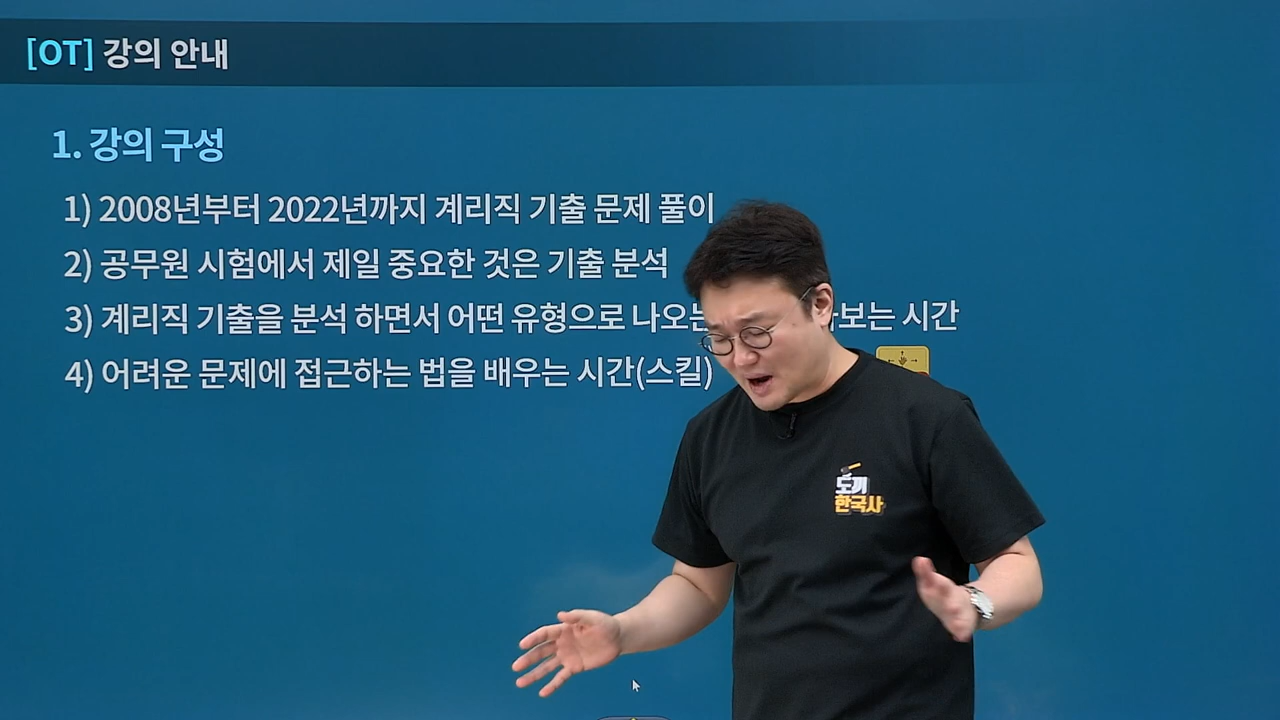 [OT] 강의 안내
1. 강의 구성
1) 2008년부터 2022년까지 계리직 기출 문제 풀이
2) 공무원 시험에서 제일 중요한 것은 기출 분석
3) 계리직 기출을 분석 하면서 어떤 유형으로 나오는 보는 시간
4) 어려운 문제에 접근하는 법을 배우는 시간(스킬)
도끼
한국사